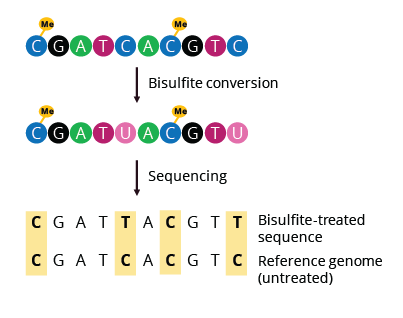 Me Me
C G A T C A C G T C
Bisulfite conversion
Me Me
C G A T U A C G T U
Sequencing
C G A T T A C G T T Bisulfite-treated
sequence
C G A T C A C G T C Reference genome
(untreated)